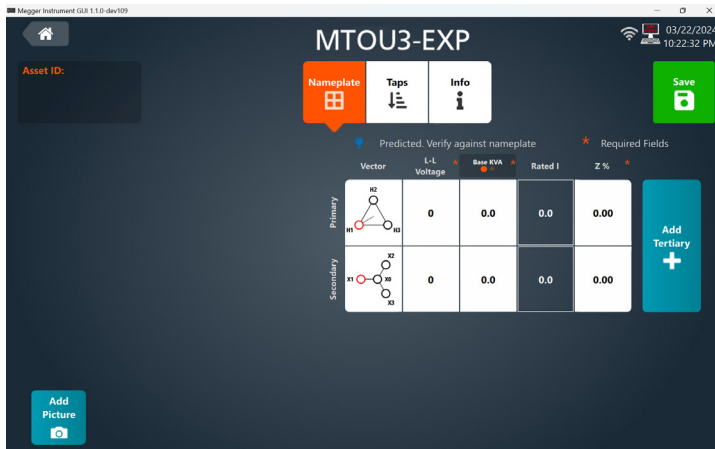 Megger Instrument GUI 1.1.0-dev109
MTOU3-EXP
03/22/2024
10:22:32 PM
Asset ID:
Nameplate
Taps
Info
Save
Predicted. Verify against nameplate
* Required Fields
Vector
L-L Voltage *
Base KVA *
Rated I
Z % *
Primary
H2
H1
H3
0
0.0
0.0
0.00
Secondary
X2
X1
X0
X3
0
0.0
0.0
0.00
Add
Tertiary
Add
Picture